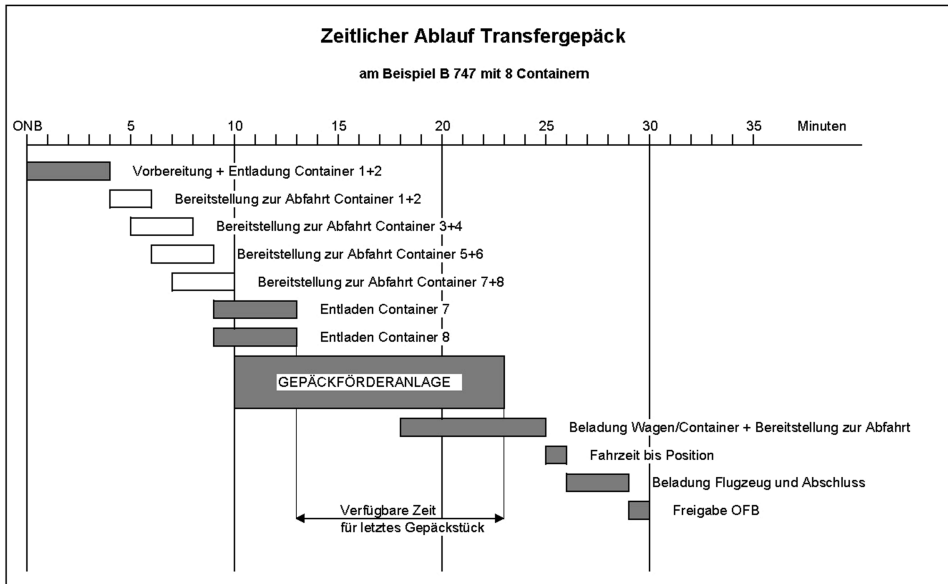 Zeitlicher Ablauf Transfergepäck
am Beispiel B 747 mit 8 Containern
ONB 5 10 15 20 25 30 35 Minuten
Vorbereitung + Entladung Container 1+2
Bereitstellung zur Abfahrt Container 1+2
Bereitstellung zur Abfahrt Container 3+4
Bereitstellung zur Abfahrt Container 5+6
Bereitstellung zur Abfahrt Container 7+8
Entladen Container 7
Entladen Container 8
GEPÄCKFÖRDERANLAGE
Beladung Wagen/Container + Bereitstellung zur Abfahrt
Fahrzeit bis Position
Beladung Flugzeug und Abschluss
Verfügbare Zeit Freigabe OFB
für letztes Gepäckstück